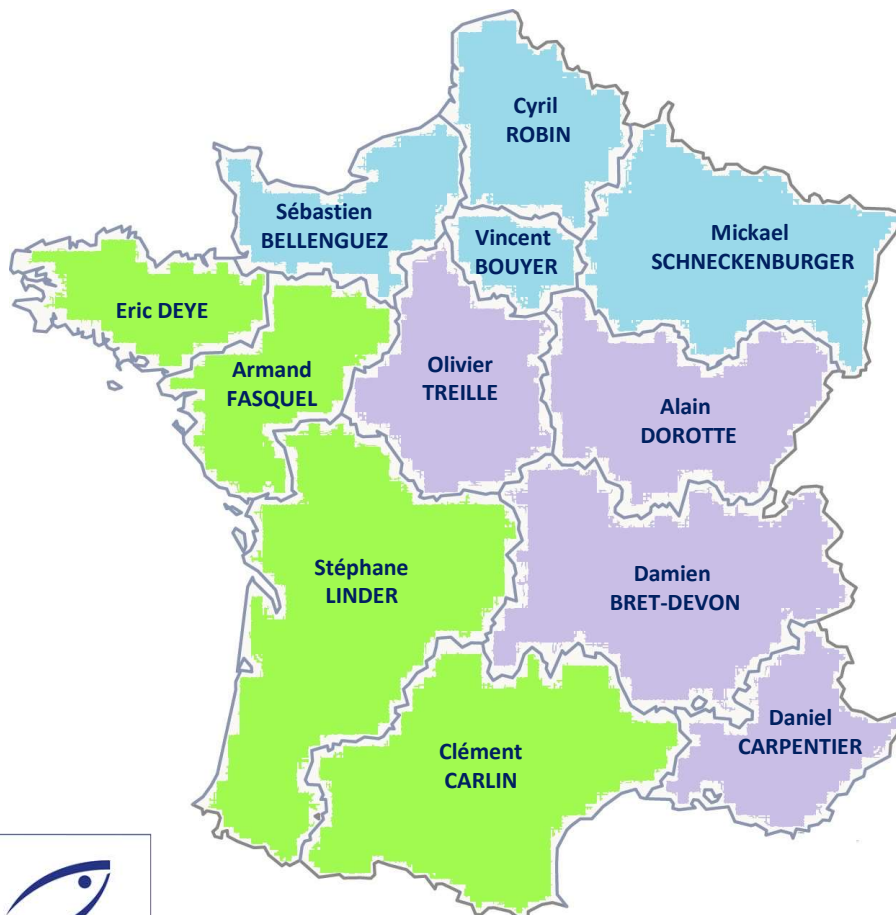 Cyril
ROBIN
Sébastien
BELLENGUEZ
Vincent
BOUYER
Mickael
SCHNECKENBURGER
Eric DEYE
Armand
FASQUEL
Olivier
TREILLE
Alain
DOROTTE
Stéphane
LINDER
Damien
BRET-DEVON
Daniel
CARPENTIER
Clément
CARLIN